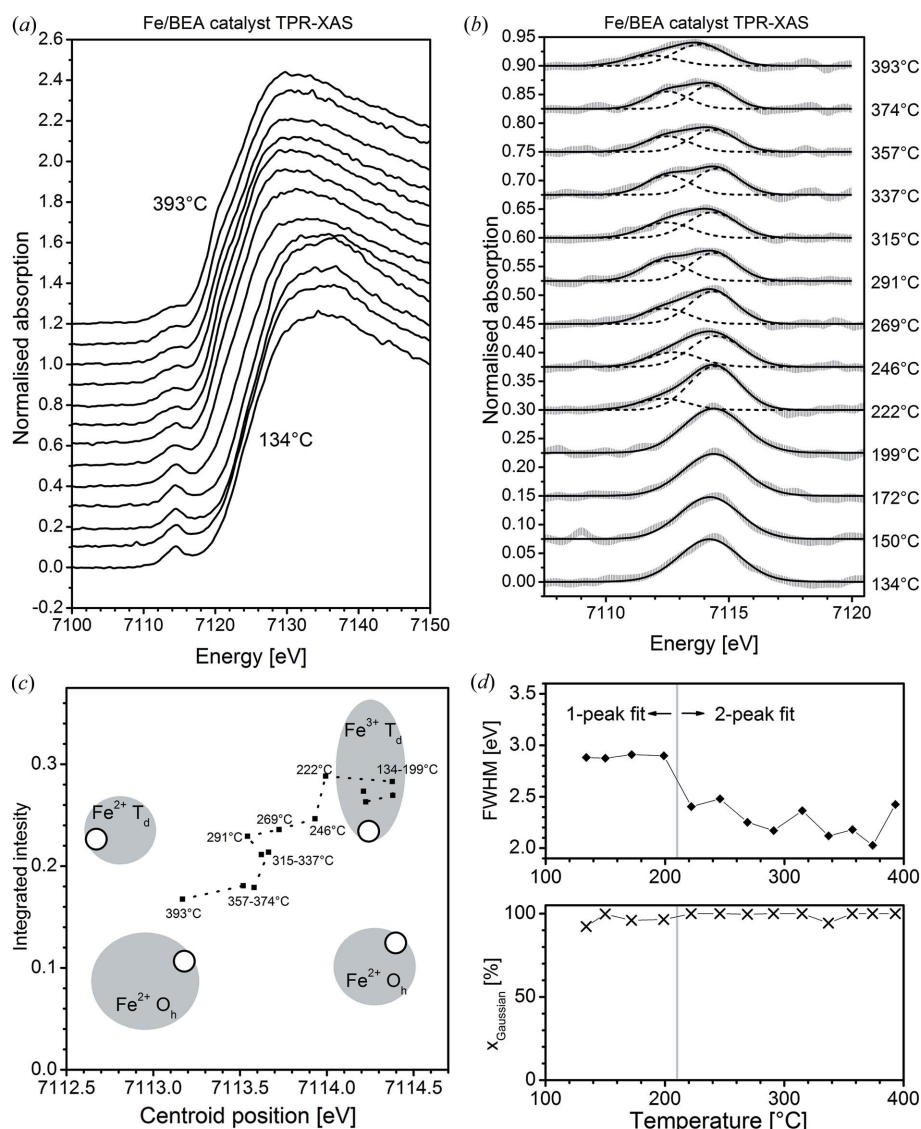 (a)
Fe/BEA catalyst TPR-XAS
2.6
2.4
2.2
2.0
1.8
1.6
1.4
1.2
1.0
0.8
0.6
0.4
0.2
0.0
-0.2
Normalised absorption
393°C
134°C
7100
7110
7120
7130
7140
7150
Energy [eV]
(b)
Fe/BEA catalyst TPR-XAS
0.95
0.90
0.85
0.75
0.65
0.60
0.55
0.50
0.45
0.40
0.35
0.30
0.25
0.15
0.05
0.00
Normalised absorption
393°C
374°C
357°C
337°C
315°C
291°C
269°C
246°C
222°C
199°C
172°C
150°C
134°C
7110
7115
7120
Energy [eV]
(c)
0.3
0.2
0.1
0.0
Integrated intesity
Fe3+ Td
134-199°C
222°C
Fe2+ Td
269°C
246°C
291°C
315-337°C
357-374°C
393°C
Fe2+ Oh
Fe2+ Oh
7112.5
7113.0
7113.5
7114.0
7114.5
Centroid position [eV]
(d)
3.5
3.0
2.5
2.0
FWHM [eV]
1-peak fit
2-peak fit
100
200
300
400
100
50
0
xGaussian [%]
100
200
300
400
Temperature [°C]